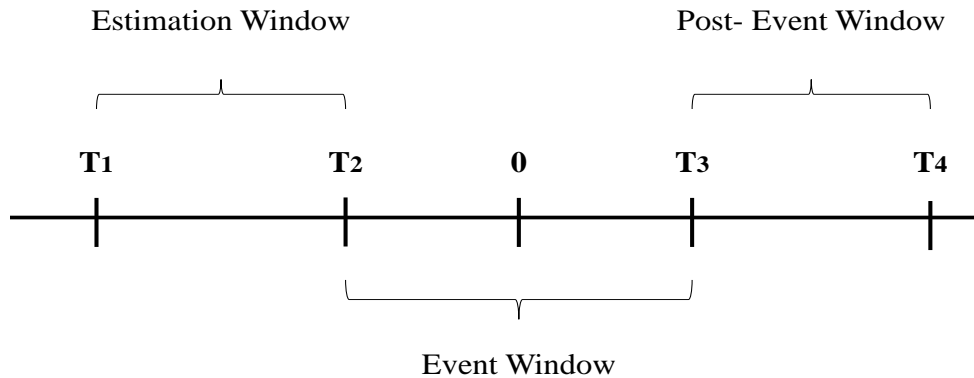 Estimation Window
Post- Event Window
T1
T2
0
T3
T4
Event Window